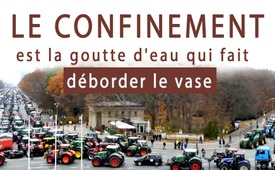 LE CONFINEMENT
est la goutte d'eau qui fait
déborder le vase